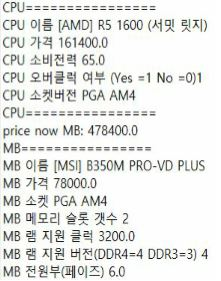 CPU================
CPU 이름 [AMD] R5 1600 (서밋 릿지)
CPU 가격 161400.0
CPU 소비전력 65.0
CPU 오버클럭 여부 (Yes =1 No =0)1
CPU 소켓버전 PGA AM4
CPU================
price now MB: 478400.0
MB================
MB 이름 [MSI] B350M PRO-VD PLUS
MB 가격 78000.0
MB 소켓 PGA AM4
MB 메모리 슬롯 갯수 2
MB 램 지원 클럭 3200.0
MB 램 지원 버전(DDR4=4 DDR3=3) 4
MB 전원부(페이즈) 6.0